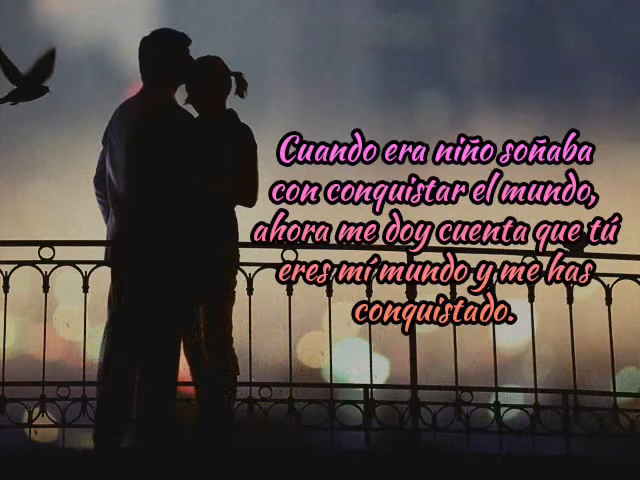 Cuando era niño soñaba
con conquistar el mundo,
ahora me doy cuenta que tú
eres mí mundo y me has
conquistado.